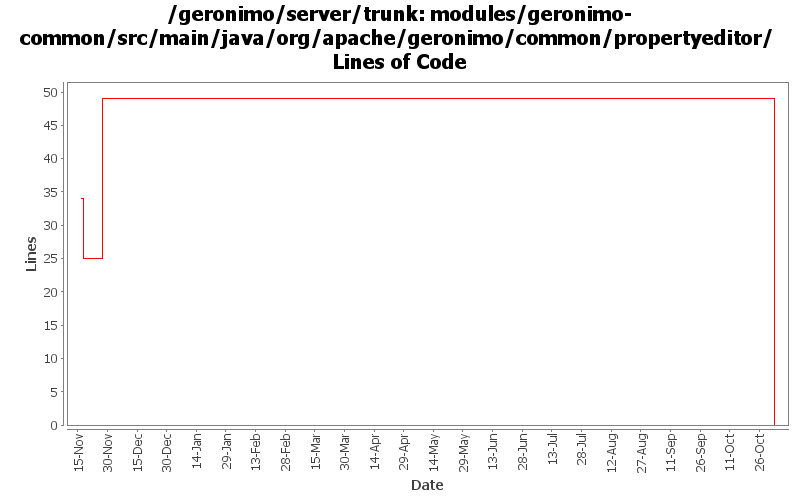 /geronimo/server/trunk: modules/geronimo-
common/src/main/java/org/apache/geronimo/common/propertyeditor/
Lines of Code
50
45
40
35
30
25
20
15
10
5
0
Lines
15-Nov
30-Nov
15-Dec
30-Dec
14-Jan
29-Jan
13-Feb
28-Feb
15-Mar
30-Mar
14-Apr
29-Apr
14-May
29-May
13-Jun
28-Jun
13-Jul
28-Jul
12-Aug
27-Aug
11-Sep
26-Sep
11-Oct
26-Oct
Date